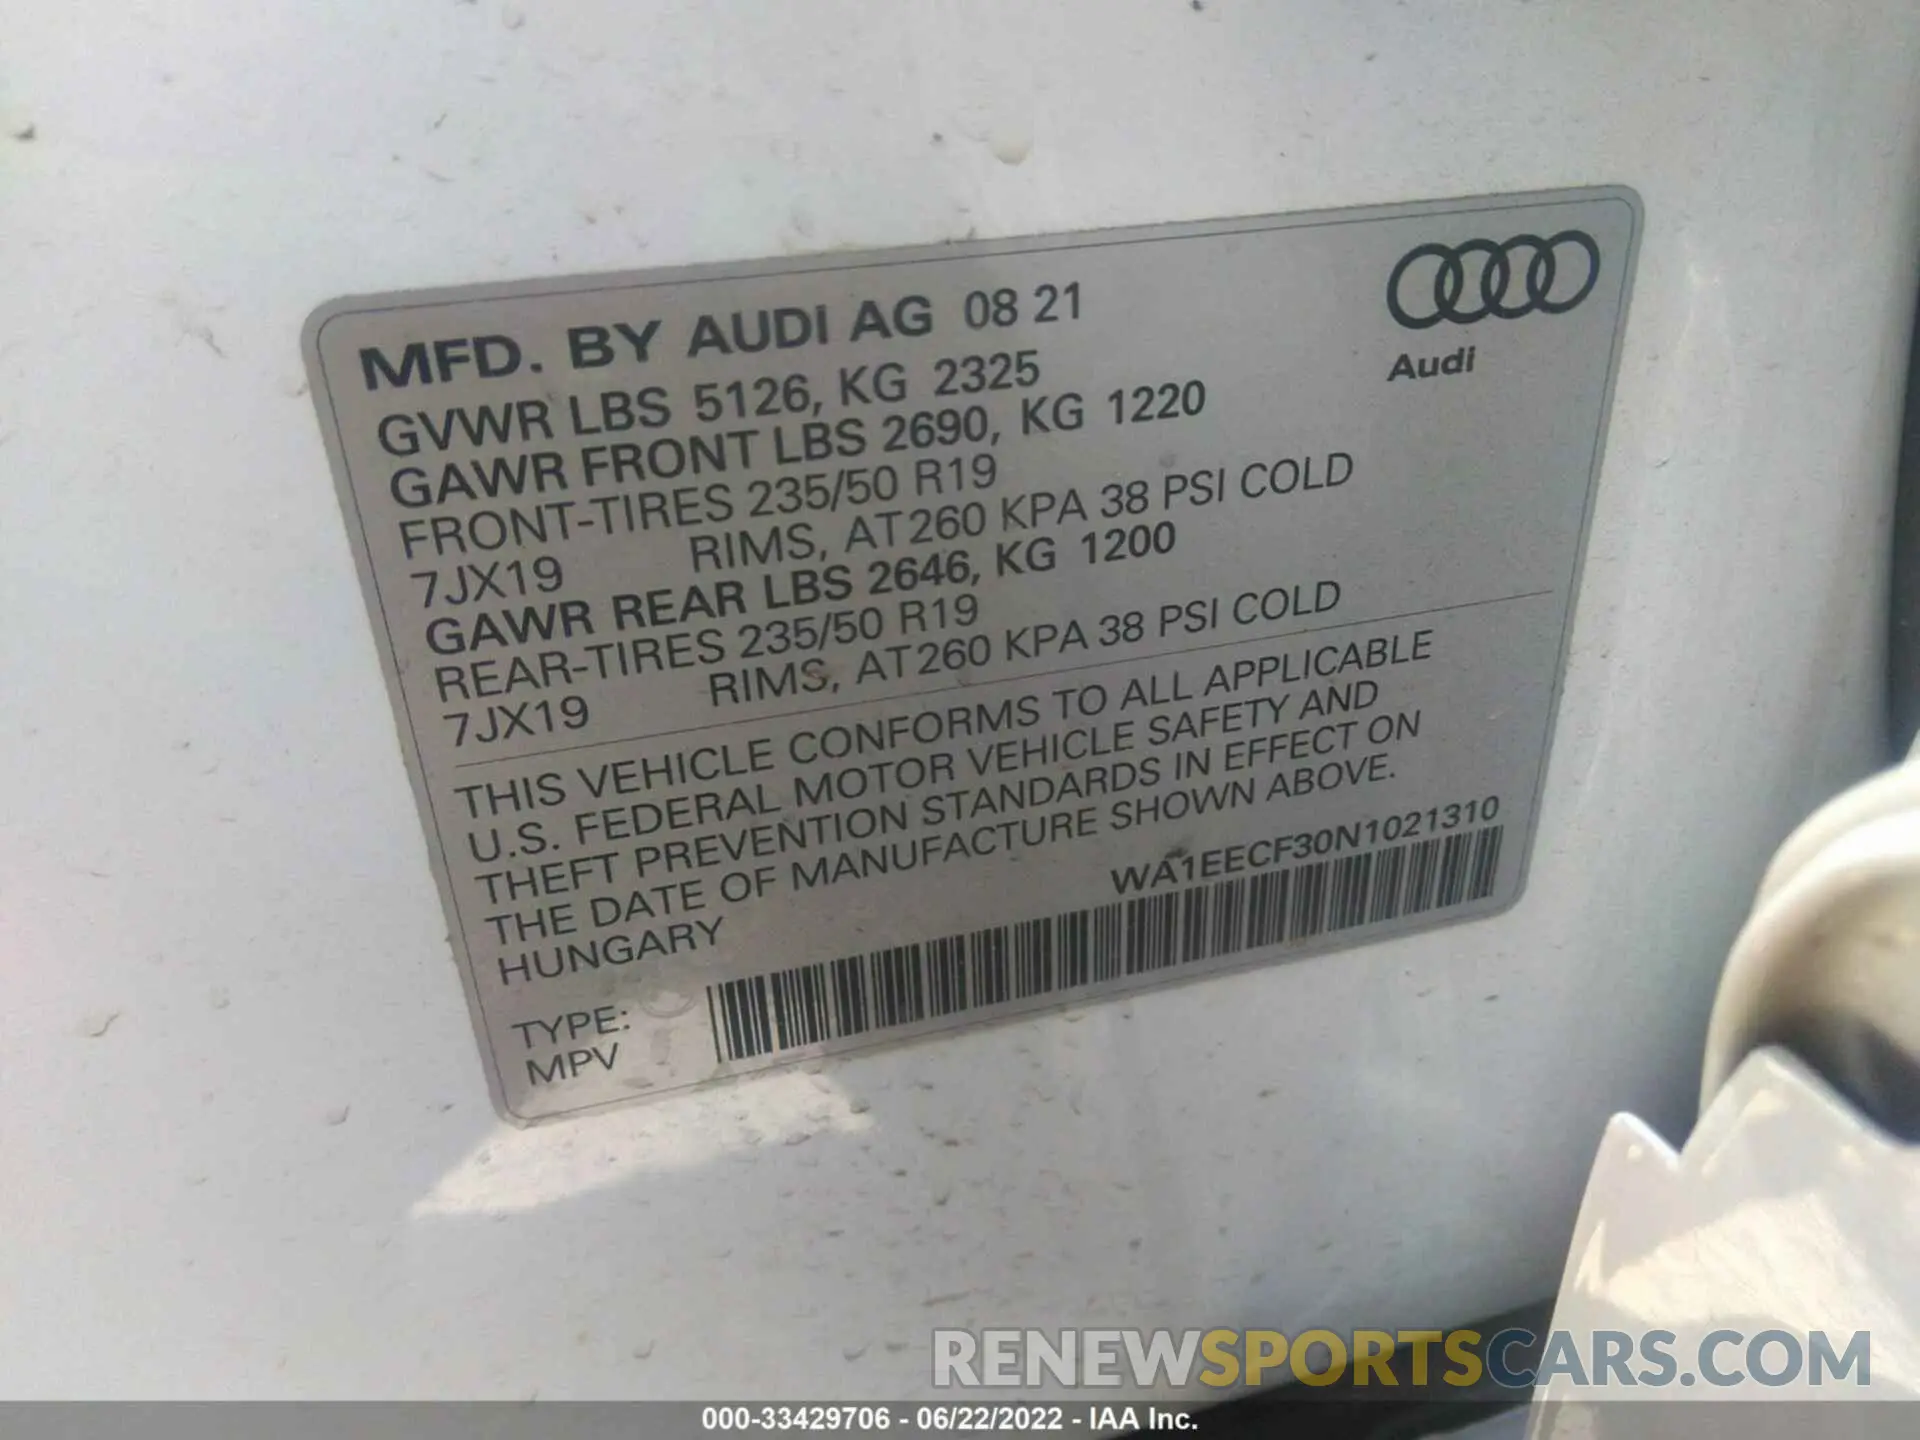 MFD. BY AUDI AG 08 21
Audi
GVWR LBS 5126, KG 2325
GAWR FRONT LBS 2690, KG 1220
FRONT-TIRES 235/50 R19
7JX19 RIMS, AT260 KPA 38 PSI COLD
GAWR REAR LBS 2646, KG 1200
REAR-TIRES 235/50 R19
7JX19 RIMS, AT260 KPA 38 PSI COLD
THIS VEHICLE CONFORMS TO ALL APPLICABLE
U.S. FEDERAL MOTOR VEHICLE SAFETY AND
THEFT PREVENTION STANDARDS IN EFFECT ON
THE DATE OF MANUFACTURE SHOWN ABOVE.
HUNGARY
WA1EECF30N1021310
TYPE:
MPV
RENEWSPORTSCARS.COM
000-33429706 - 06/22/2022 - IAA Inc.